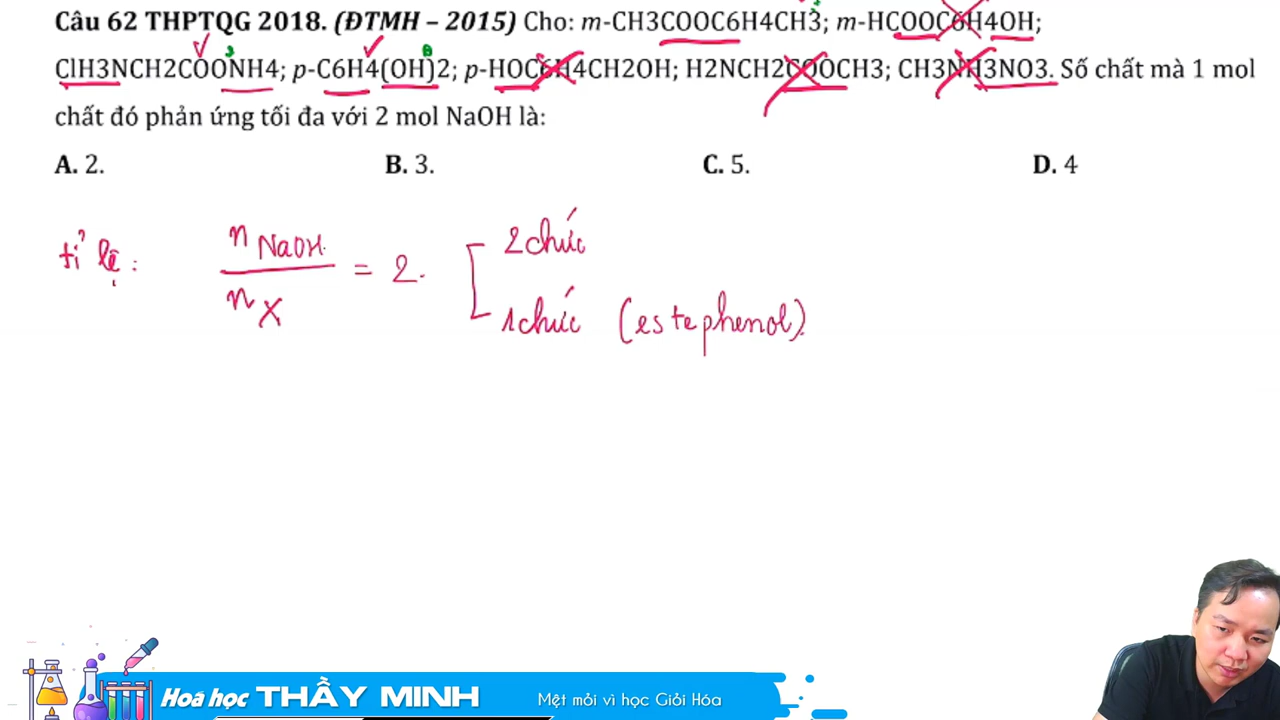 Câu 62 THPTQG 2018. (ĐTMH – 2015) Cho: m-CH3COOC6H4CH3; m-HCOOC6H4OH;
ClH3NCH2COONH4; p-C6H4(OH)2; p-HOC6H4CH2OH; H2NCH2COOCH3; CH3NH3NO3. Số chất mà 1 mol
chất đó phản ứng tối đa với 2 mol NaOH là:
A. 2. B. 3. C. 5. D. 4
tỉ lệ: nNaOH / nX = 2.
2 chức
1 chức (este phenol).
Hoá học THẦY MINH Mệt mỏi vì học Giỏi Hóa